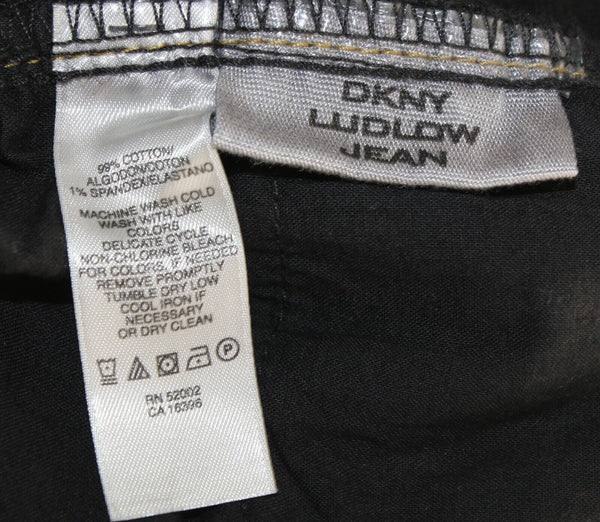 99% COTTON/
ALGODON/COTON
1% SPANDEX/ELASTANO
MACHINE WASH COLD
WASH WITH LIKE
COLORS
DELICATE CYCLE
NON-CHLORINE BLEACH
FOR COLORS, IF NEEDED
REMOVE PROMPTLY
TUMBLE DRY LOW
COOL IRON IF
NECESSARY
OR DRY CLEAN
P
RN 52002
CA 16396
DKNY
LUDLOW
JEAN